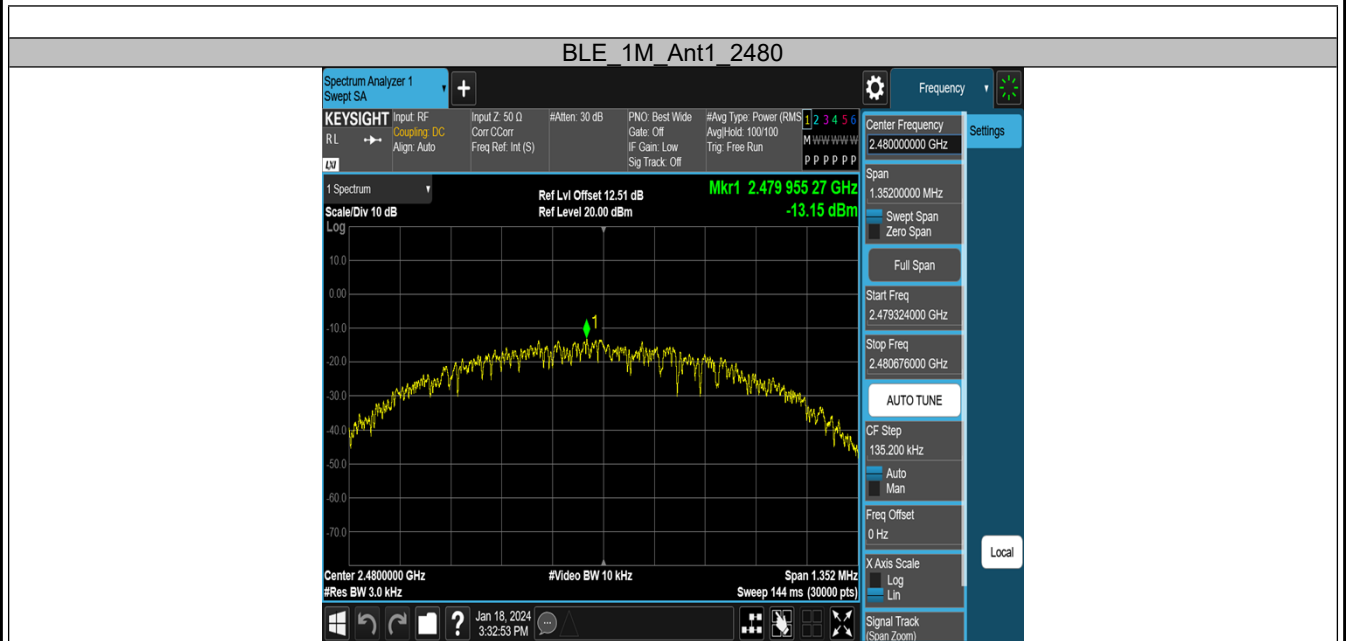 BLE_1M_Ant1_2480
Spectrum Analyzer 1
Swept SA
+
Frequency
KEYSIGHT
RL
LXI
Input: RF
Coupling: DC
Align: Auto
Input Z: 50 Ω
Corr CCorr
Freq Ref: Int (S)
#Atten: 30 dB
PNO: Best Wide
Gate: Off
IF Gain: Low
Sig Track: Off
#Avg Type: Power (RMS
Avg|Hold: 100/100
Trig: Free Run
1 2 3 4 5 6
M W W W W W
P P P P P P
1 Spectrum
Scale/Div 10 dB
Ref Lvl Offset 12.51 dB
Ref Level 20.00 dBm
Mkr1 2.479 955 27 GHz
-13.15 dBm
Log
10.0
0.00
-10.0
-20.0
-30.0
-40.0
-50.0
-60.0
-70.0
1
Center 2.4800000 GHz
#Res BW 3.0 kHz
#Video BW 10 kHz
Span 1.352 MHz
Sweep 144 ms (30000 pts)
Center Frequency
2.480000000 GHz
Settings
Span
1.35200000 MHz
Swept Span
Zero Span
Full Span
Start Freq
2.479324000 GHz
Stop Freq
2.480676000 GHz
AUTO TUNE
CF Step
135.200 kHz
Auto
Man
Freq Offset
0 Hz
Local
X Axis Scale
Log
Lin
Signal Track
(Span Zoom)
?
Jan 18, 2024
3:32:53 PM